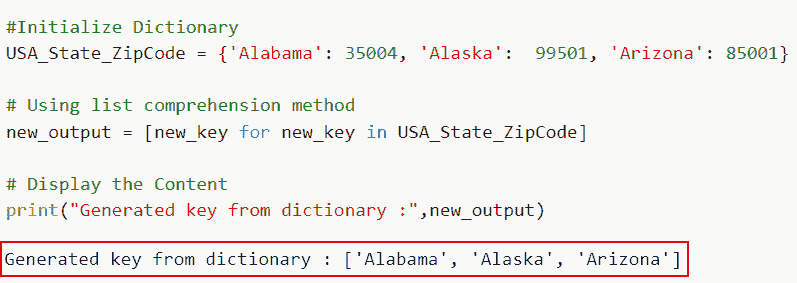 #Initialize Dictionary
USA_State_ZipCode = {'Alabama': 35004, 'Alaska':  99501, 'Arizona': 85001}
# Using list comprehension method
new_output = [new_key for new_key in USA_State_ZipCode]
# Display the Content
print("Generated key from dictionary :",new_output)
Generated key from dictionary : ['Alabama', 'Alaska', 'Arizona']